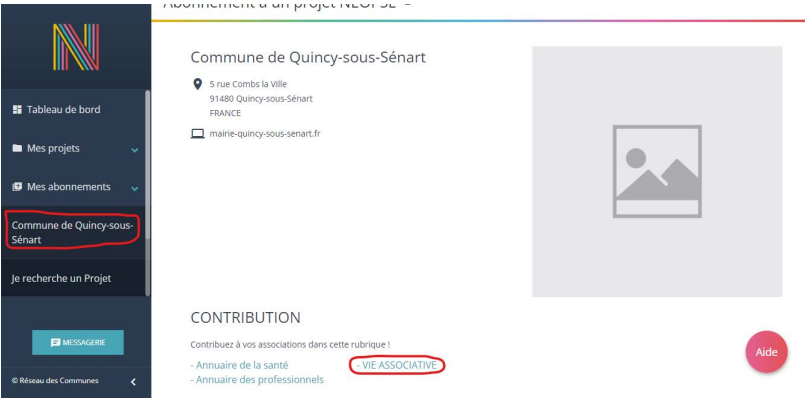 Abonnement à un projet NEOPSE -
Tableau de bord
Mes projets
Mes abonnements
Commune de Quincy-sous-
Sénart
Je recherche un Projet
MESSAGERIE
© Réseau des Communes
Commune de Quincy-sous-Sénart
5 rue Combs la Ville
91480 Quincy-sous-Sénart
FRANCE
mairie-quincy-sous-senart.fr
CONTRIBUTION
Contribuez à vos associations dans cette rubrique !
- Annuaire de la santé
- VIE ASSOCIATIVE
- Annuaire des professionnels
Aide